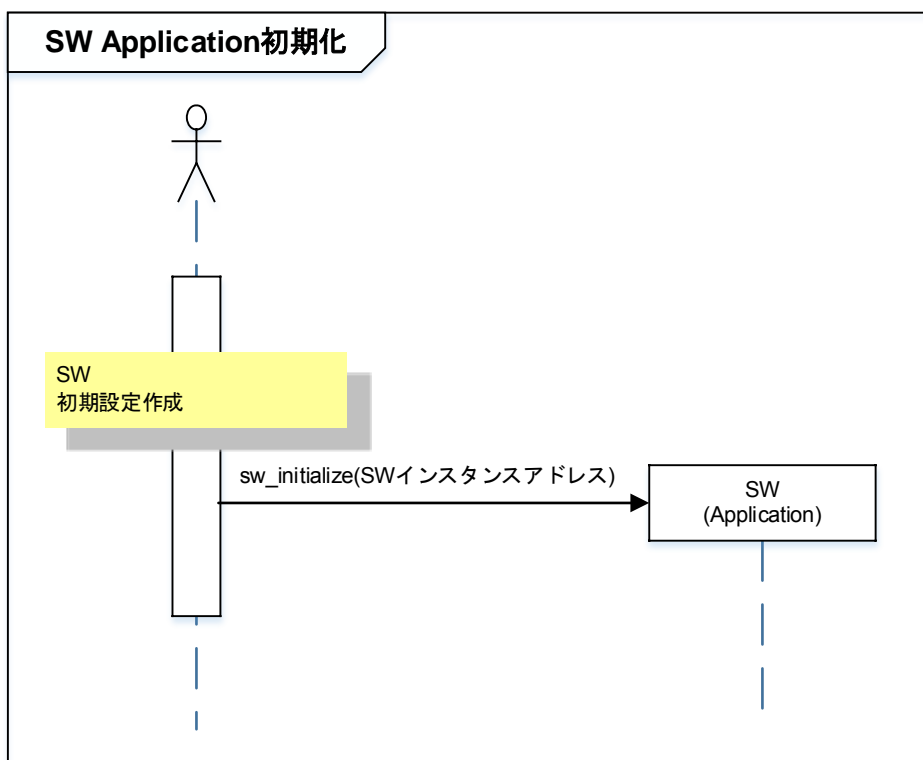 SW Application初期化
SW
初期設定作成
sw_initialize(SWインスタンスアドレス)
SW
(Application)